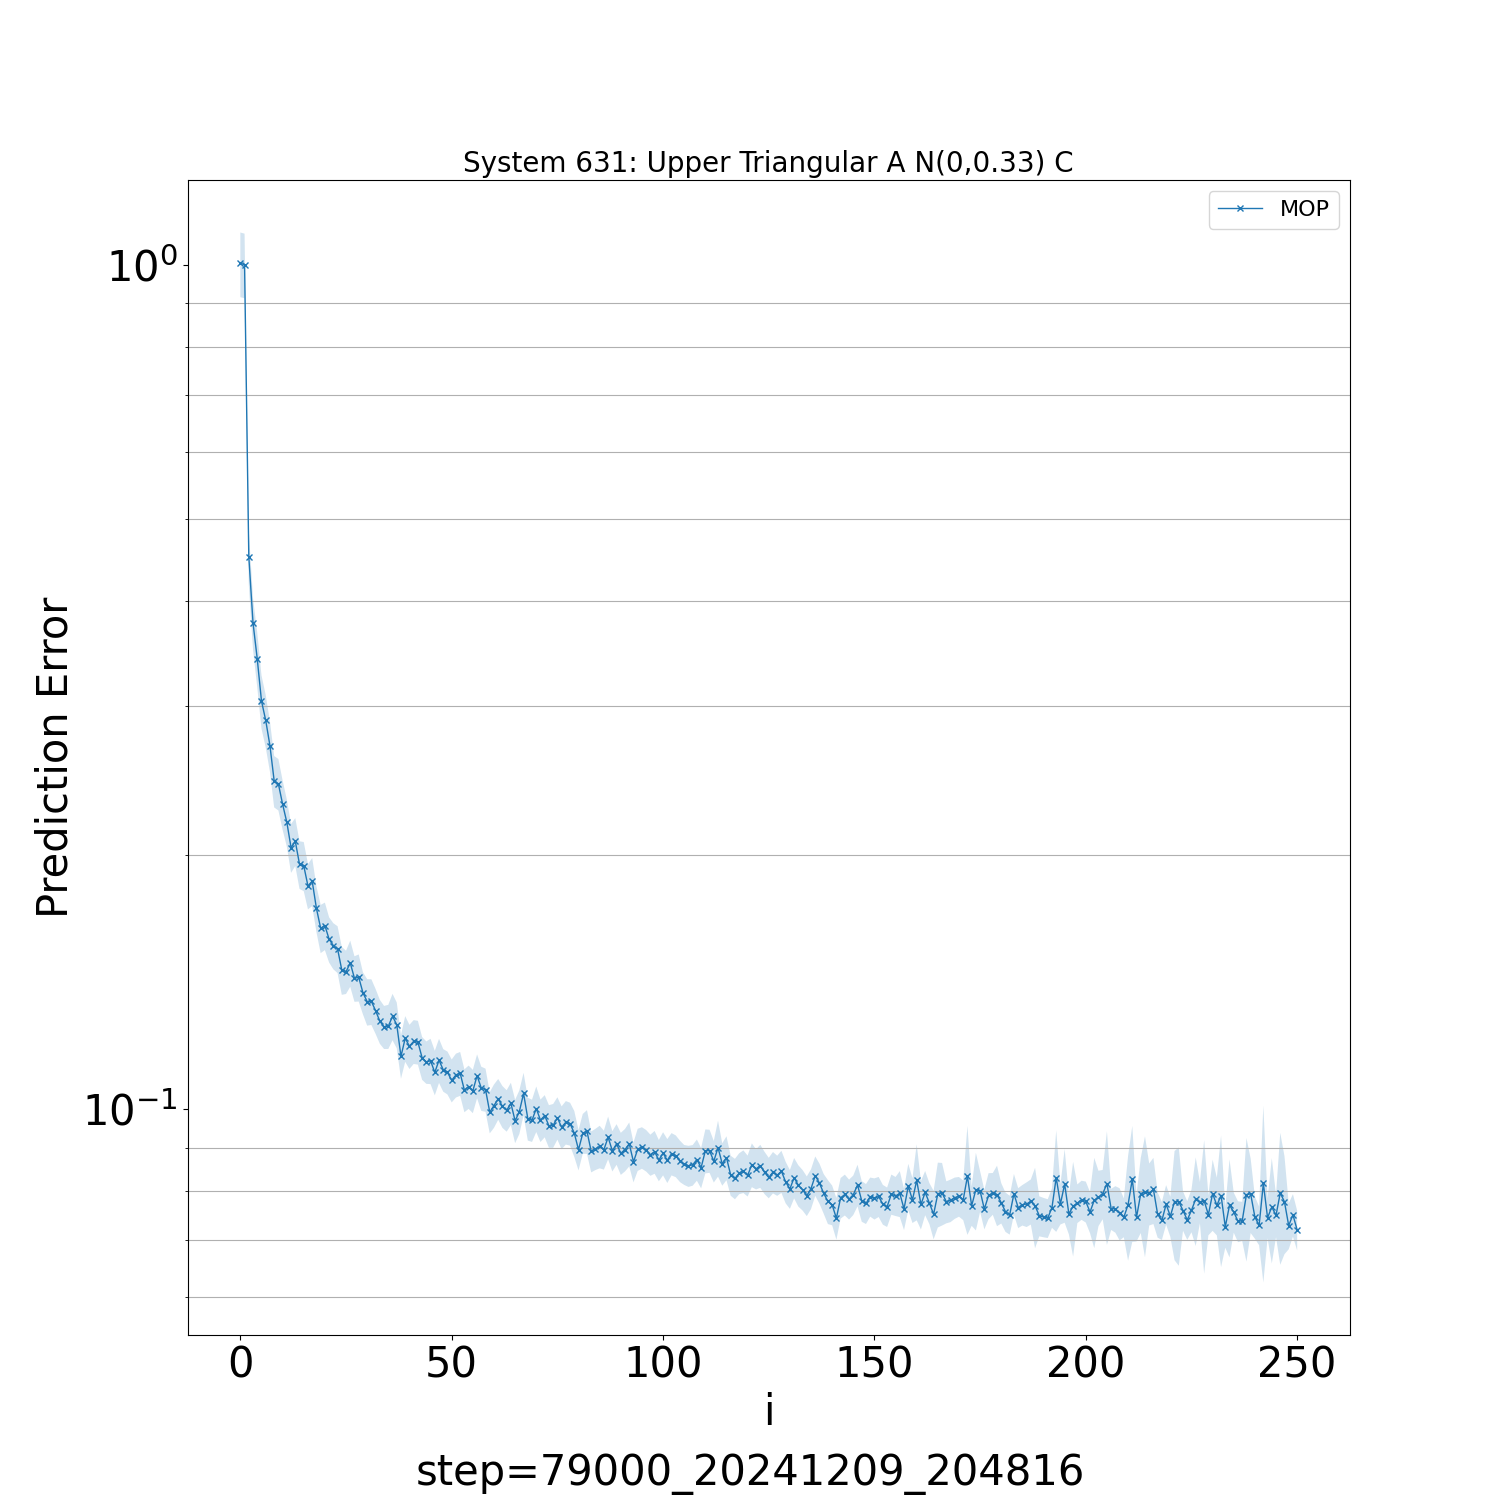 System 631: Upper Triangular A N(0,0.33) C
MOP
10⁰
10⁻¹
Prediction Error
0 50 100 150 200 250
i
step=79000_20241209_204816